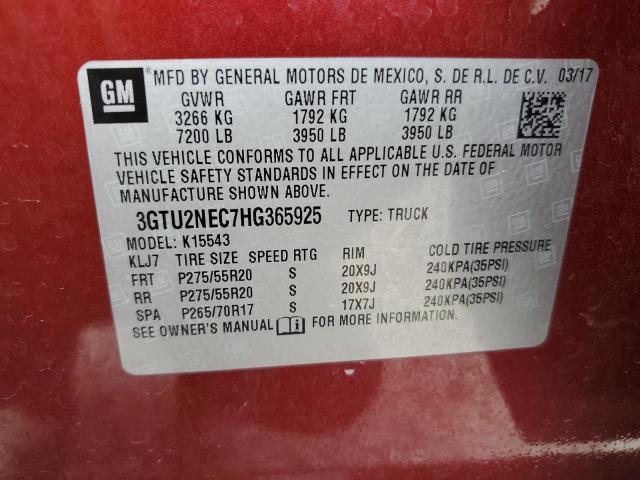 GM *MFD BY GENERAL MOTORS DE MEXICO, S. DE R.L. DE C.V. 03/17
GVWR GAWR FRT GAWR RR
3266 KG 1792 KG 1792 KG
7200 LB 3950 LB 3950 LB
THIS VEHICLE CONFORMS TO ALL APPLICABLE U.S. FEDERAL MOTOR
VEHICLE SAFETY STANDARDS IN EFFECT ON THE DATE OF
MANUFACTURE SHOWN ABOVE.
3GTU2NEC7HG365925 TYPE: TRUCK
MODEL: K15543
KLJ7 TIRE SIZE SPEED RTG RIM COLD TIRE PRESSURE
FRT P275/55R20 S 20X9J 240KPA(35PSI)
RR P275/55R20 S 20X9J 240KPA(35PSI)
SPA P265/70R17 S 17X7J 240KPA(35PSI)
SEE OWNER'S MANUAL FOR MORE INFORMATION.